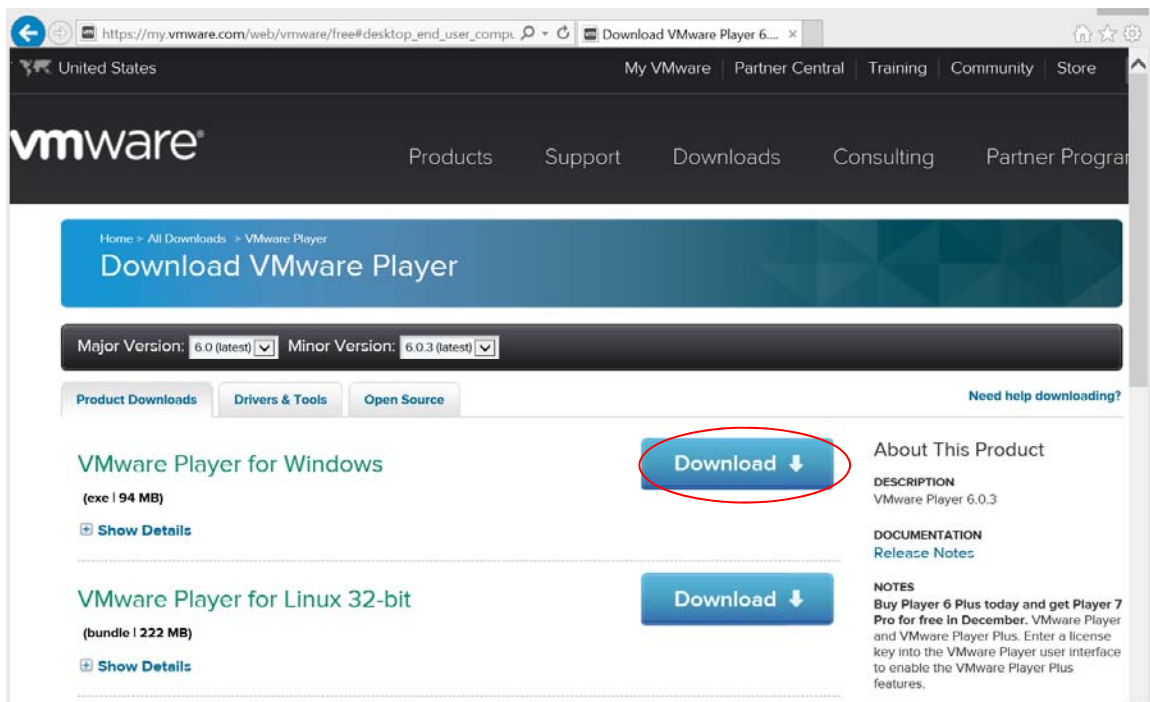 https://my.vmware.com/web/vmware/free#desktop_end_user_compu
Download VMware Player 6....
United States
My VMware
Partner Central
Training
Community
Store
vmware®
Products
Support
Downloads
Consulting
Partner Progra
Home > All Downloads > VMware Player
Download VMware Player
Major Version: 6.0 (latest) Minor Version: 6.0.3 (latest)
Product Downloads
Drivers & Tools
Open Source
Need help downloading?
VMware Player for Windows
(exe | 94 MB)
Show Details
Download
VMware Player for Linux 32-bit
(bundle | 222 MB)
Show Details
Download
About This Product
DESCRIPTION
VMware Player 6.0.3
DOCUMENTATION
Release Notes
NOTES
Buy Player 6 Plus today and get Player 7
Pro for free in December. VMware Player
and VMware Player Plus. Enter a license
key into the VMware Player user interface
to enable the VMware Player Plus
features.